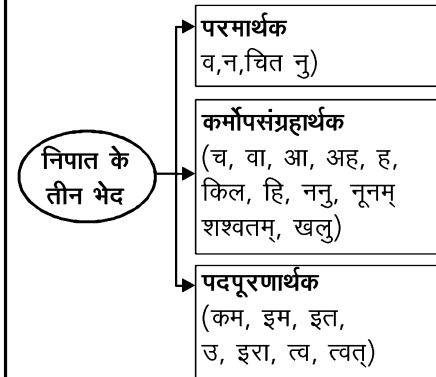 निपात के
तीन भेद
परमार्थक
व,न,चित नु)
कर्मोपसंग्रहार्थक
(च, वा, आ, अह, ह,
किल, हि, ननु, नूनम्
शश्वतम्, खलु)
पदपूरणार्थक
(कम, इम, इत,
उ, इरा, त्व, त्वत्)